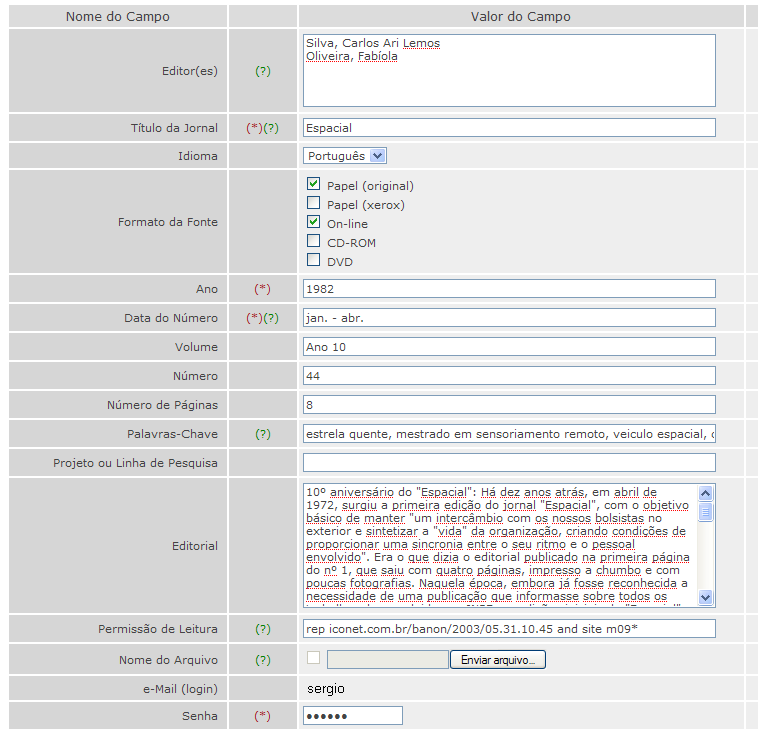 Nome do Campo Valor do Campo
Editor(es) (?) Silva, Carlos Ari Lemos
Oliveira, Fabíola
Título da Jornal (*)(?) Espacial
Idioma Português
Formato da Fonte
Papel (original)
Papel (xerox)
On-line
CD-ROM
DVD
Ano (*) 1982
Data do Número (*)(?) jan. - abr.
Volume Ano 10
Número 44
Número de Páginas 8
Palavras-Chave (?) estrela quente, mestrado em sensoriamento remoto, veiculo espacial,
Projeto ou Linha de Pesquisa
Editorial
10º aniversário do "Espacial": Há dez anos atrás, em abril de
1972, surgiu a primeira edição do jornal "Espacial", com o objetivo
básico de manter "um intercâmbio com os nossos bolsistas no
exterior e sintetizar a "vida" da organização, criando condições de
proporcionar uma sincronia entre o seu ritmo e o pessoal
envolvido". Era o que dizia o editorial publicado na primeira página
do nº 1, que saiu com quatro páginas, impresso a chumbo e com
poucas fotografias. Naquela época, embora já fosse reconhecida a
necessidade de uma publicação que informasse sobre todos os
Permissão de Leitura (?) rep iconet.com.br/banon/2003/05.31.10.45 and site m09*
Nome do Arquivo (?) Enviar arquivo...
e-Mail (login) sergio
Senha (*) ••••••